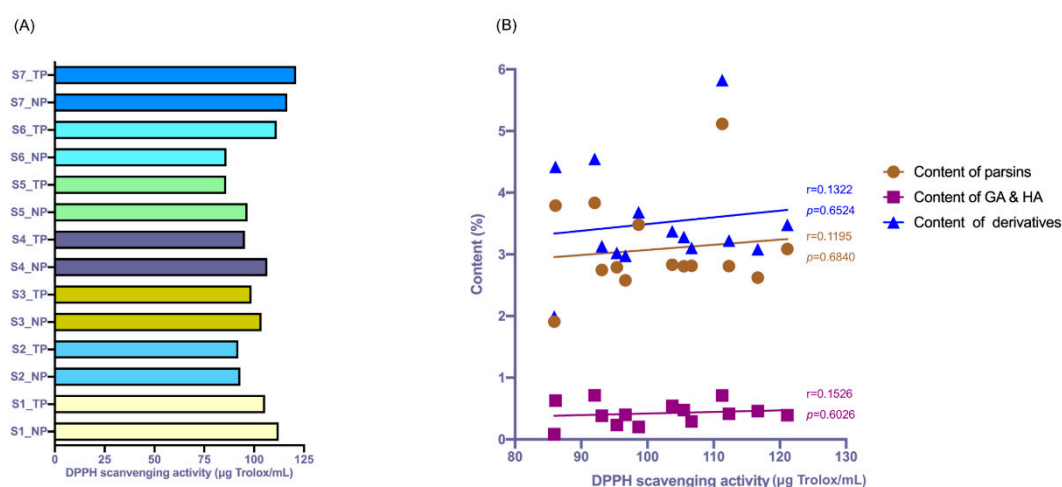 (A)
S7_TP
S7_NP
S6_TP
S6_NP
S5_TP
S5_NP
S4_TP
S4_NP
S3_TP
S3_NP
S2_TP
S2_NP
S1_TP
S1_NP
0 25 50 75 100 125
DPPH scanvenging activity (μg Trolox/mL)
(B)
6
5
4
3
2
1
0
Content (%)
80 90 100 110 120 130
DPPH scavenging activity (μg Trolox/mL)
r=0.1322
p=0.6524
r=0.1195
p=0.6840
r=0.1526
p=0.6026
Content of parsins
Content of GA & HA
Content of derivatives